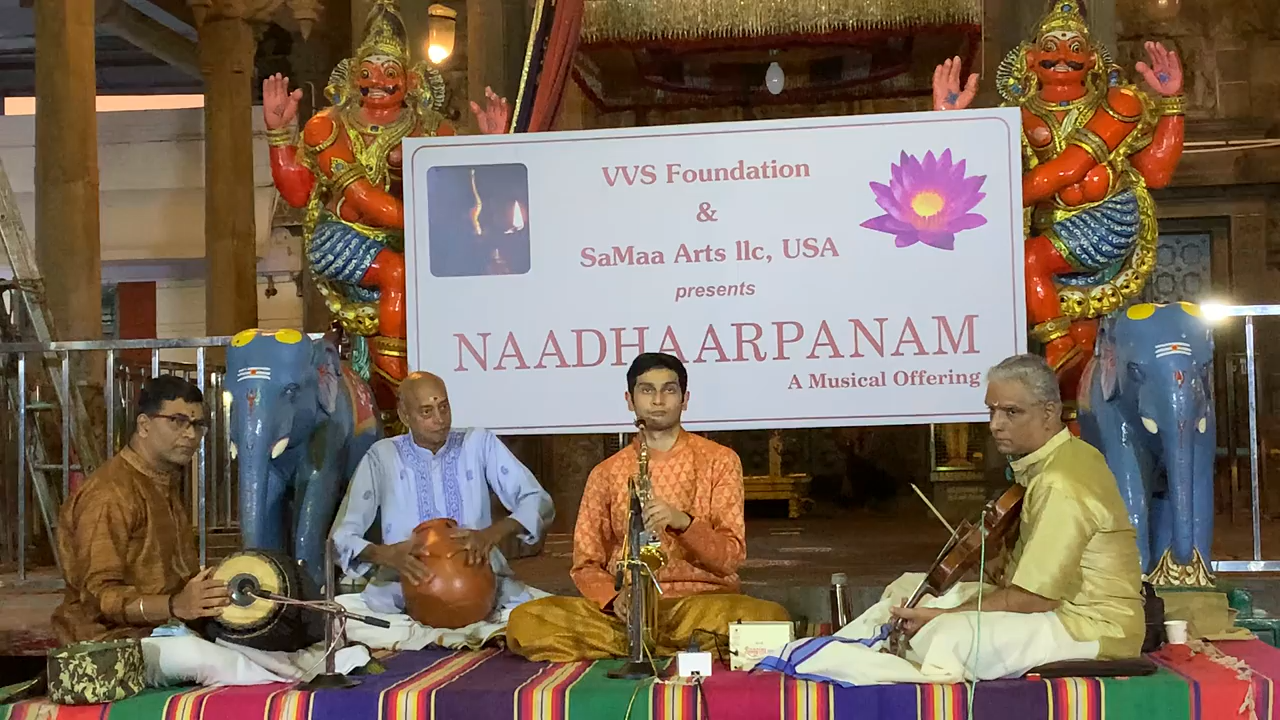 VVS Foundation
&
SaMaa Arts llc, USA
presents
NAADHAARPANAM
A Musical Offering